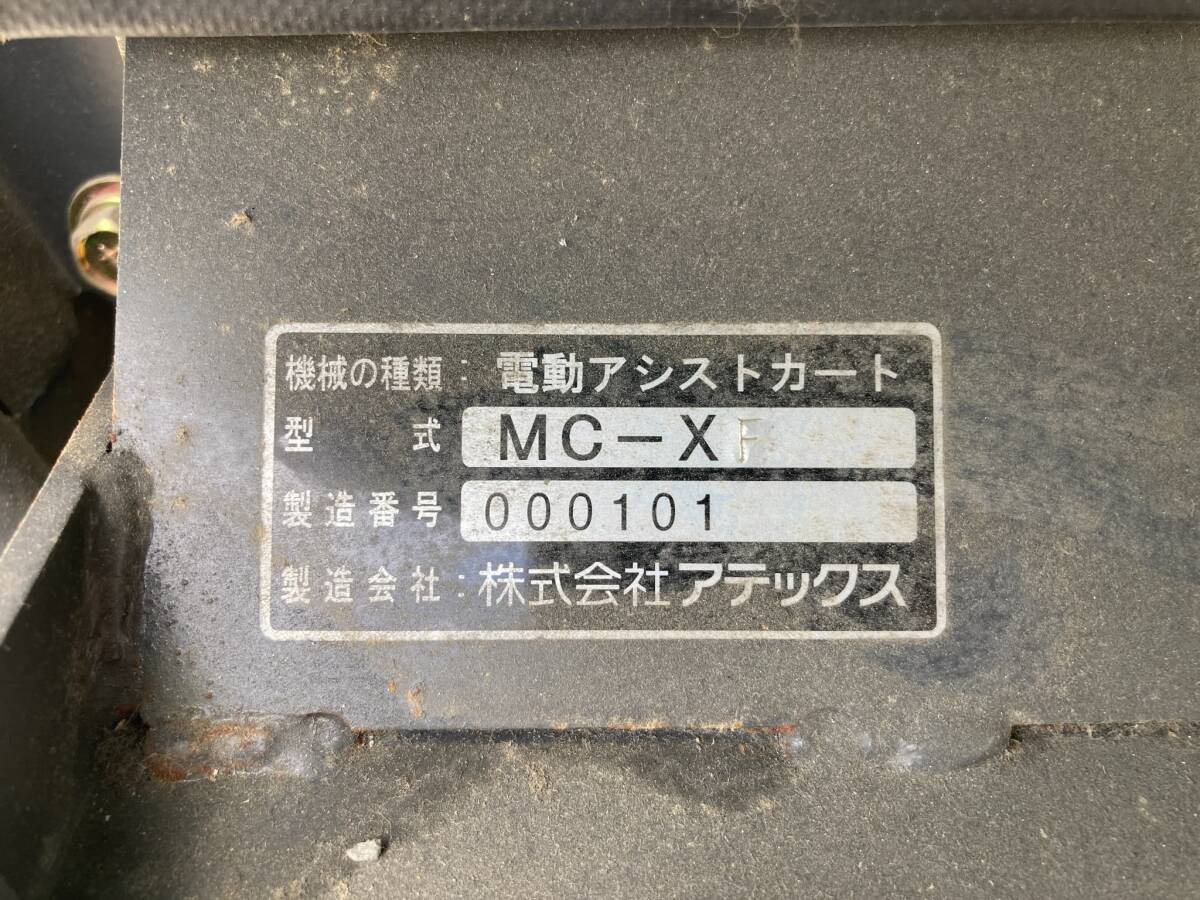 機械の種類: 電動アシストカート
型 式 MC-XF
製造番号 000101
製造会社: 株式会社アテックス